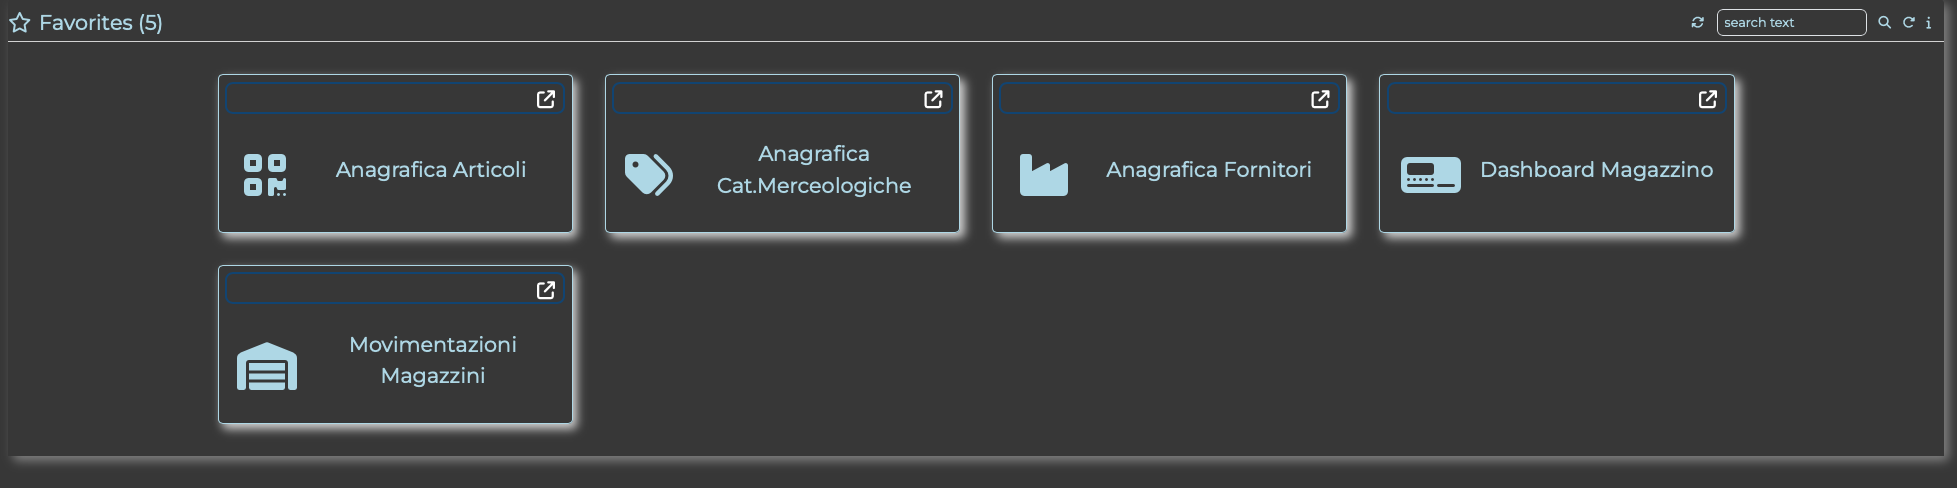 Favorites (5)
search text
Anagrafica Articoli
Anagrafica
Cat.Merceologiche
Anagrafica Fornitori
Dashboard Magazzino
Movimentazioni
Magazzini